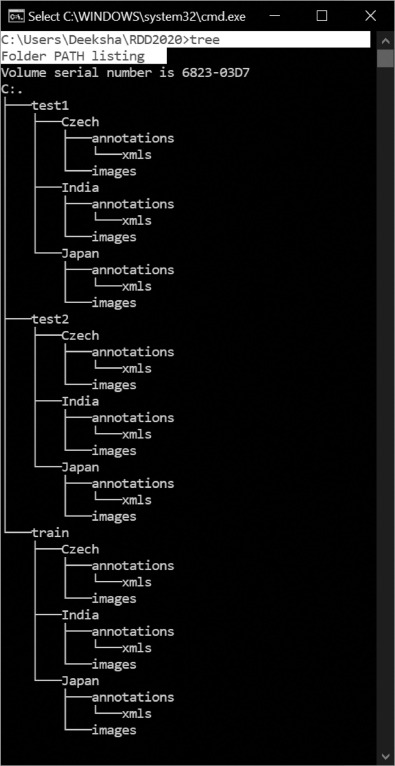 Select C:\WINDOWS\system32\cmd.exe
C:\Users\Deeksha\RDD2020>tree
Folder PATH listing
Volume serial number is 6823-03D7
C:.
├───test1
│   ├───Czech
│   │   ├───annotations
│   │   │   └───xmls
│   │   └───images
│   ├───India
│   │   ├───annotations
│   │   │   └───xmls
│   │   └───images
│   └───Japan
│       ├───annotations
│       │   └───xmls
│       └───images
├───test2
│   ├───Czech
│   │   ├───annotations
│   │   │   └───xmls
│   │   └───images
│   ├───India
│   │   ├───annotations
│   │   │   └───xmls
│   │   └───images
│   └───Japan
│       ├───annotations
│       │   └───xmls
│       └───images
└───train
    ├───Czech
    │   ├───annotations
    │   │   └───xmls
    │   └───images
    ├───India
    │   ├───annotations
    │   │   └───xmls
    │   └───images
    └───Japan
        ├───annotations
        │   └───xmls
        └───images